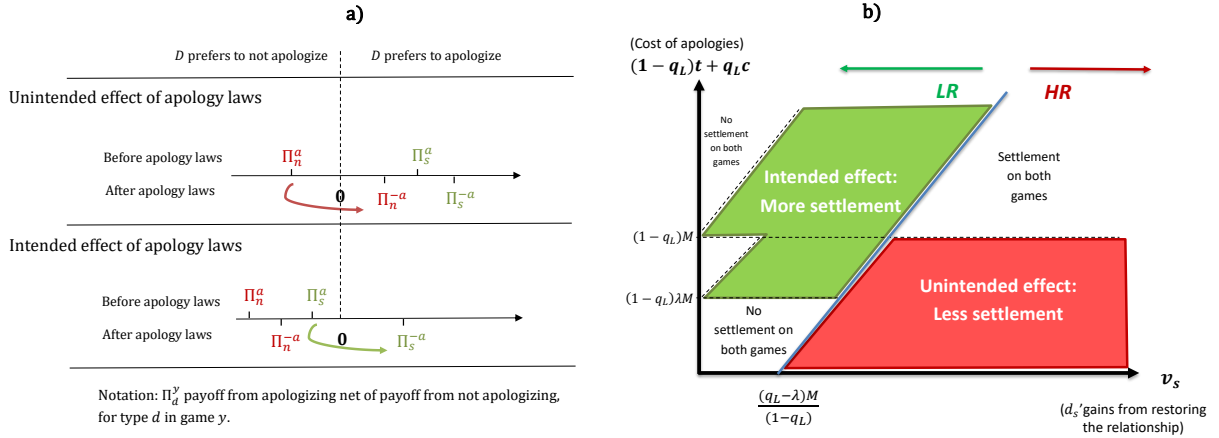 a)
D prefers to not apologize
D prefers to apologize
Unintended effect of apology laws
Before apology laws
Π_n^a
Π_s^a
After apology laws
0
Π_n^{-a}
Π_s^{-a}
Intended effect of apology laws
Before apology laws
Π_n^a
Π_s^a
After apology laws
Π_n^{-a}
0
Π_s^{-a}
Notation: Π_d^y payoff from apologizing net of payoff from not apologizing,
for type d in game y.
b)
(Cost of apologies)
(1 − q_L)t + q_L c
LR
HR
No
settlement
on both
games
Settlement
on both
games
Intended effect:
More settlement
(1 − q_L)M
(1 − q_L)λM
Unintended effect:
Less settlement
No
settlement on
both games
(q_L−λ)M
(1−q_L)
v_s
(d_s'gains from restoring
the relationship)